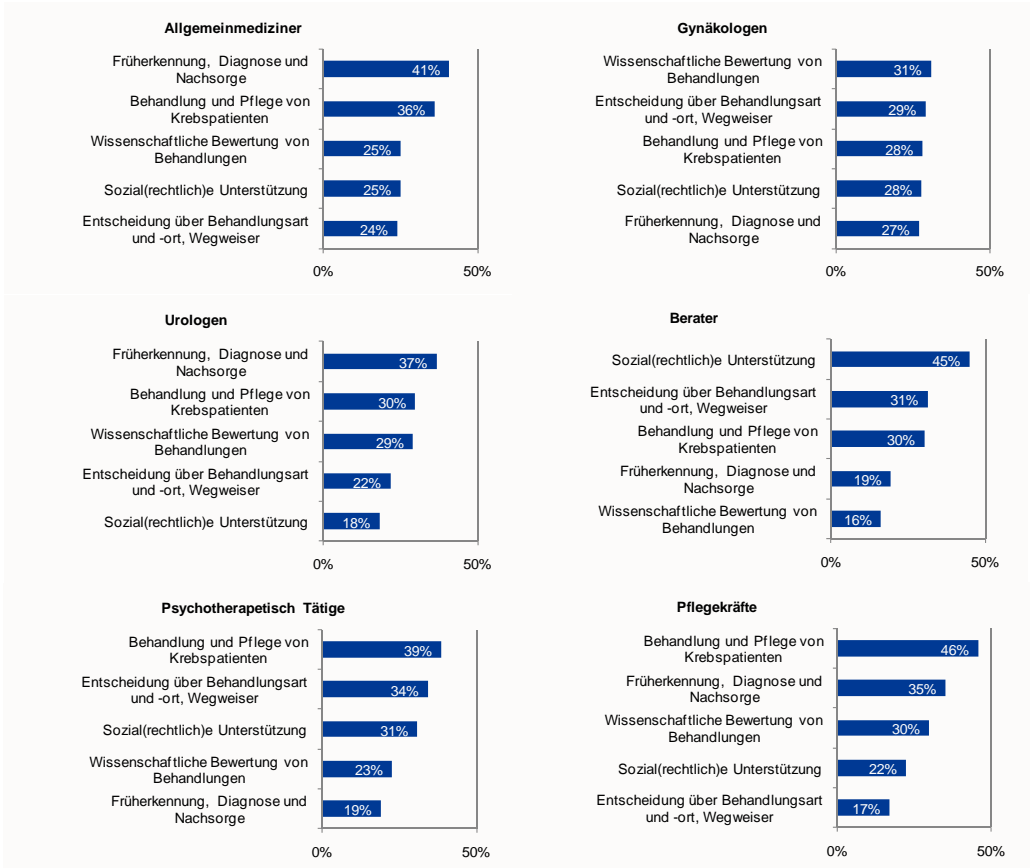 Allgemeinmediziner
Früherkennung, Diagnose und
Nachsorge
41%
Behandlung und Pflege von
Krebspatienten
36%
Wissenschaftliche Bewertung von
Behandlungen
25%
Sozial(rechtlich)e Unterstützung
25%
Entscheidung über Behandlungsart
und -ort, Wegweiser
24%
0%
50%
Gynäkologen
Wissenschaftliche Bewertung von
Behandlungen
31%
Entscheidung über Behandlungsart
und -ort, Wegweiser
29%
Behandlung und Pflege von
Krebspatienten
28%
Sozial(rechtlich)e Unterstützung
28%
Früherkennung, Diagnose und
Nachsorge
27%
0%
50%
Urologen
Früherkennung, Diagnose und
Nachsorge
37%
Behandlung und Pflege von
Krebspatienten
30%
Wissenschaftliche Bewertung von
Behandlungen
29%
Entscheidung über Behandlungsart
und -ort, Wegweiser
22%
Sozial(rechtlich)e Unterstützung
18%
0%
50%
Berater
Sozial(rechtlich)e Unterstützung
45%
Entscheidung über Behandlungsart
und -ort, Wegweiser
31%
Behandlung und Pflege von
Krebspatienten
30%
Früherkennung, Diagnose und
Nachsorge
19%
Wissenschaftliche Bewertung von
Behandlungen
16%
0%
50%
Psychotherapetisch Tätige
Behandlung und Pflege von
Krebspatienten
39%
Entscheidung über Behandlungsart
und -ort, Wegweiser
34%
Sozial(rechtlich)e Unterstützung
31%
Wissenschaftliche Bewertung von
Behandlungen
23%
Früherkennung, Diagnose und
Nachsorge
19%
0%
50%
Pflegekräfte
Behandlung und Pflege von
Krebspatienten
46%
Früherkennung, Diagnose und
Nachsorge
35%
Wissenschaftliche Bewertung von
Behandlungen
30%
Sozial(rechtlich)e Unterstützung
22%
Entscheidung über Behandlungsart
und -ort, Wegweiser
17%
0%
50%